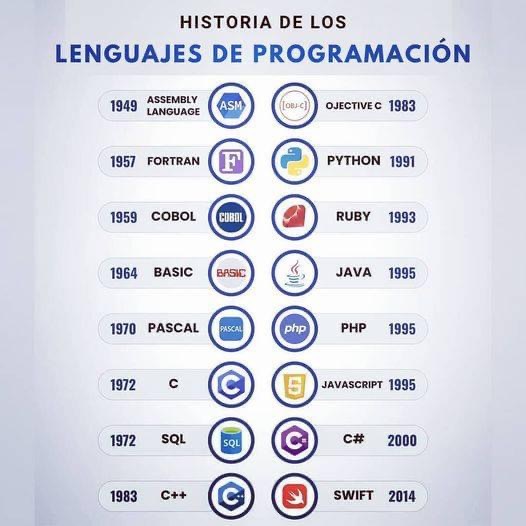 HISTORIA DE LOS
LENGUAJES DE PROGRAMACIÓN
1949 ASSEMBLY
LANGUAGE
ASM
1957 FORTRAN
F
1959 COBOL
COBOL
1964 BASIC
BASIC
1970 PASCAL
PASCAL
1972 C
C
1972 SQL
SQL
1983 C++
C++
[OBJ-C]
OJECTIVE C 1983
PYTHON 1991
RUBY 1993
JAVA 1995
php
PHP 1995
5
JAVASCRIPT 1995
C#
C# 2000
SWIFT 2014